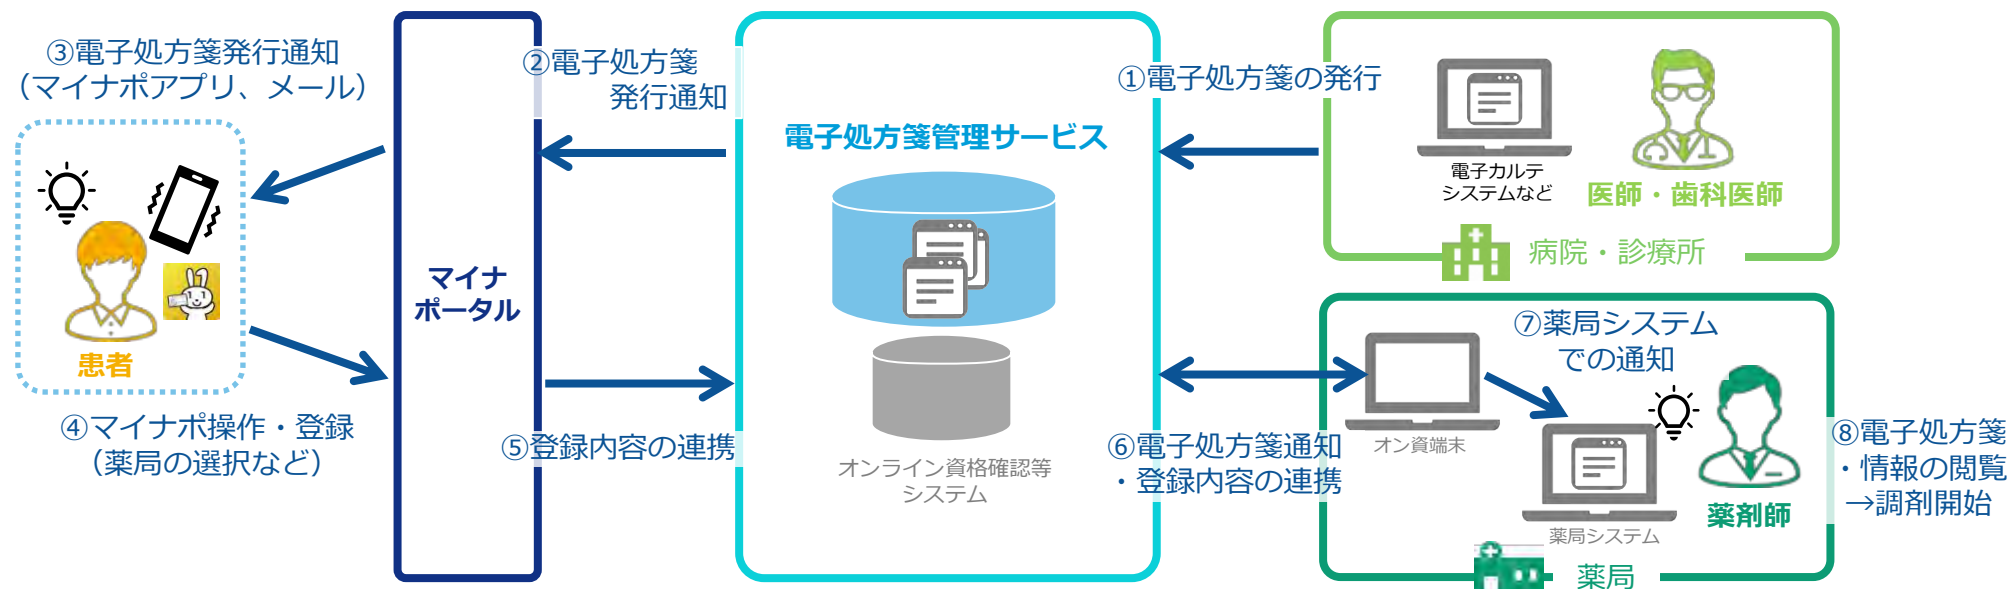 ③電子処方箋発行通知
（マイナポアプリ、メール）
患者
④マイナポ操作・登録
（薬局の選択など）
マイナ
ポータル
②電子処方箋
発行通知
⑤登録内容の連携
電子処方箋管理サービス
オンライン資格確認等
システム
①電子処方箋の発行
電子カルテ
システムなど
医師・歯科医師
病院・診療所
⑥電子処方箋通知
・登録内容の連携
オン資端末
⑦薬局システム
での通知
薬局システム
薬剤師
薬局
⑧電子処方箋
・情報の閲覧
→調剤開始